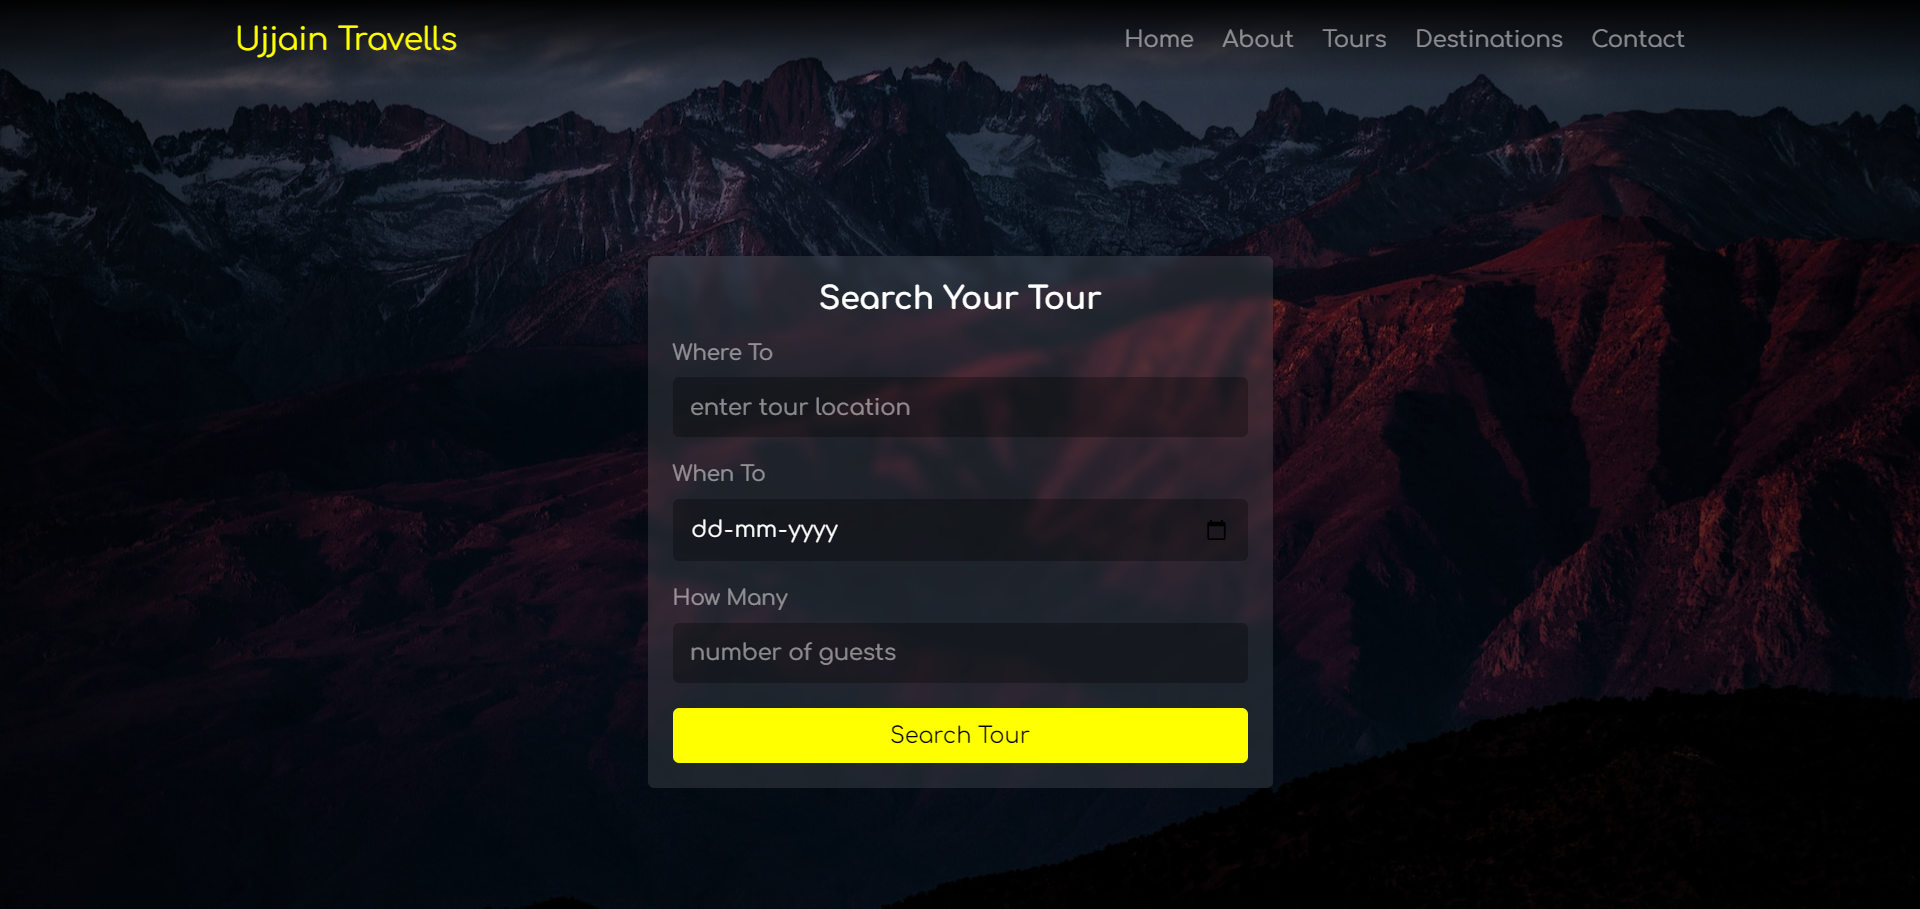 Ujjain Travells
Home About Tours Destinations Contact
Search Your Tour
Where To
enter tour location
When To
dd-mm-yyyy
How Many
number of guests
Search Tour